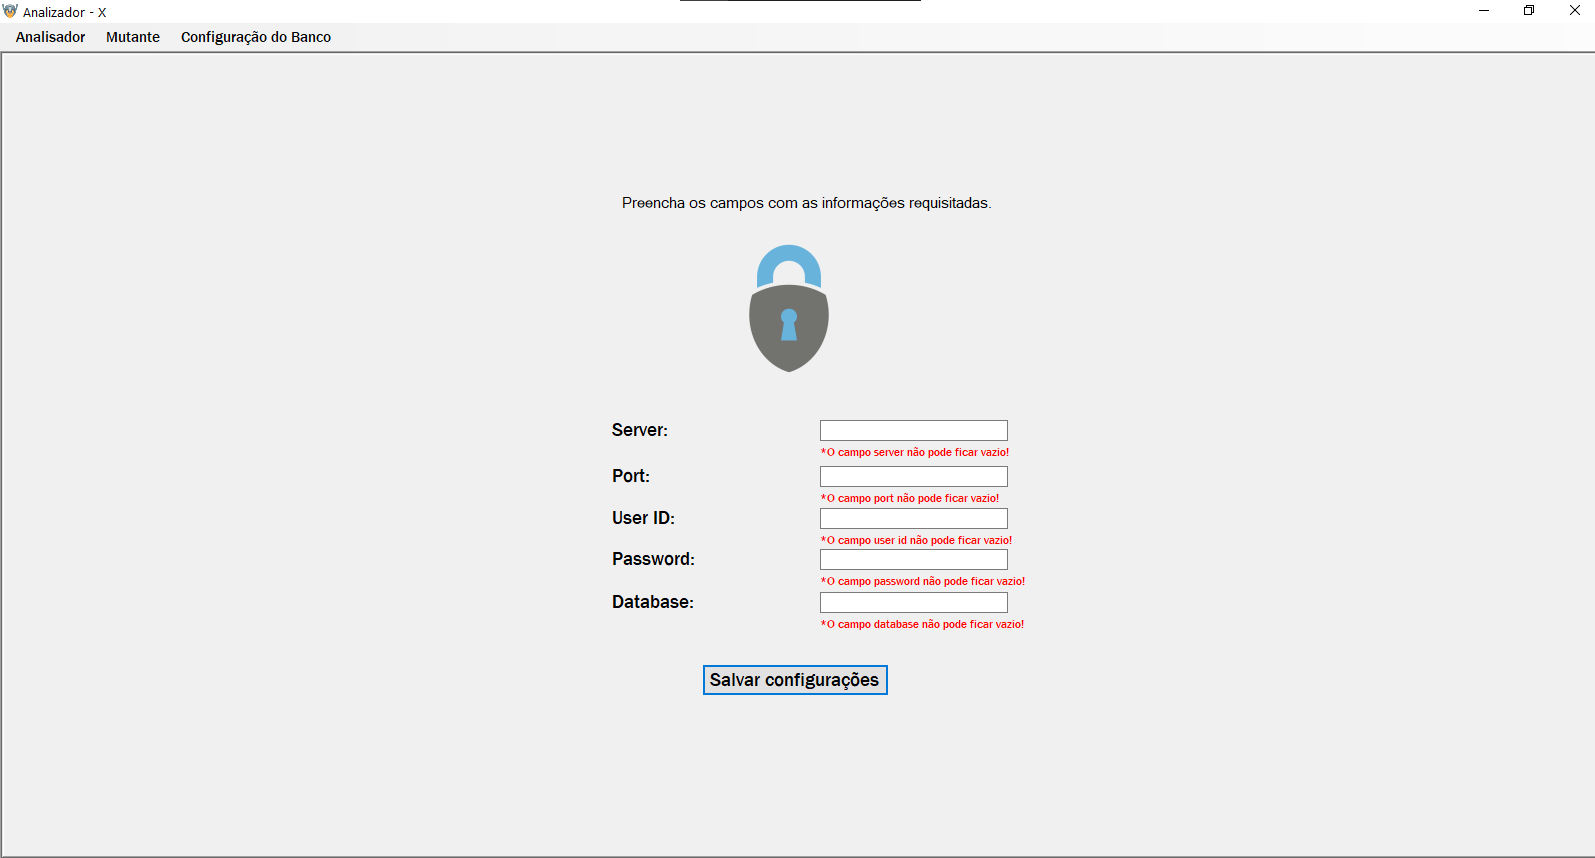 Analizador - X
Analisador Mutante Configuração do Banco
Preencha os campos com as informações requisitadas.
Server:
*O campo server não pode ficar vazio!
Port:
*O campo port não pode ficar vazio!
User ID:
*O campo user id não pode ficar vazio!
Password:
*O campo password não pode ficar vazio!
Database:
*O campo database não pode ficar vazio!
Salvar configurações